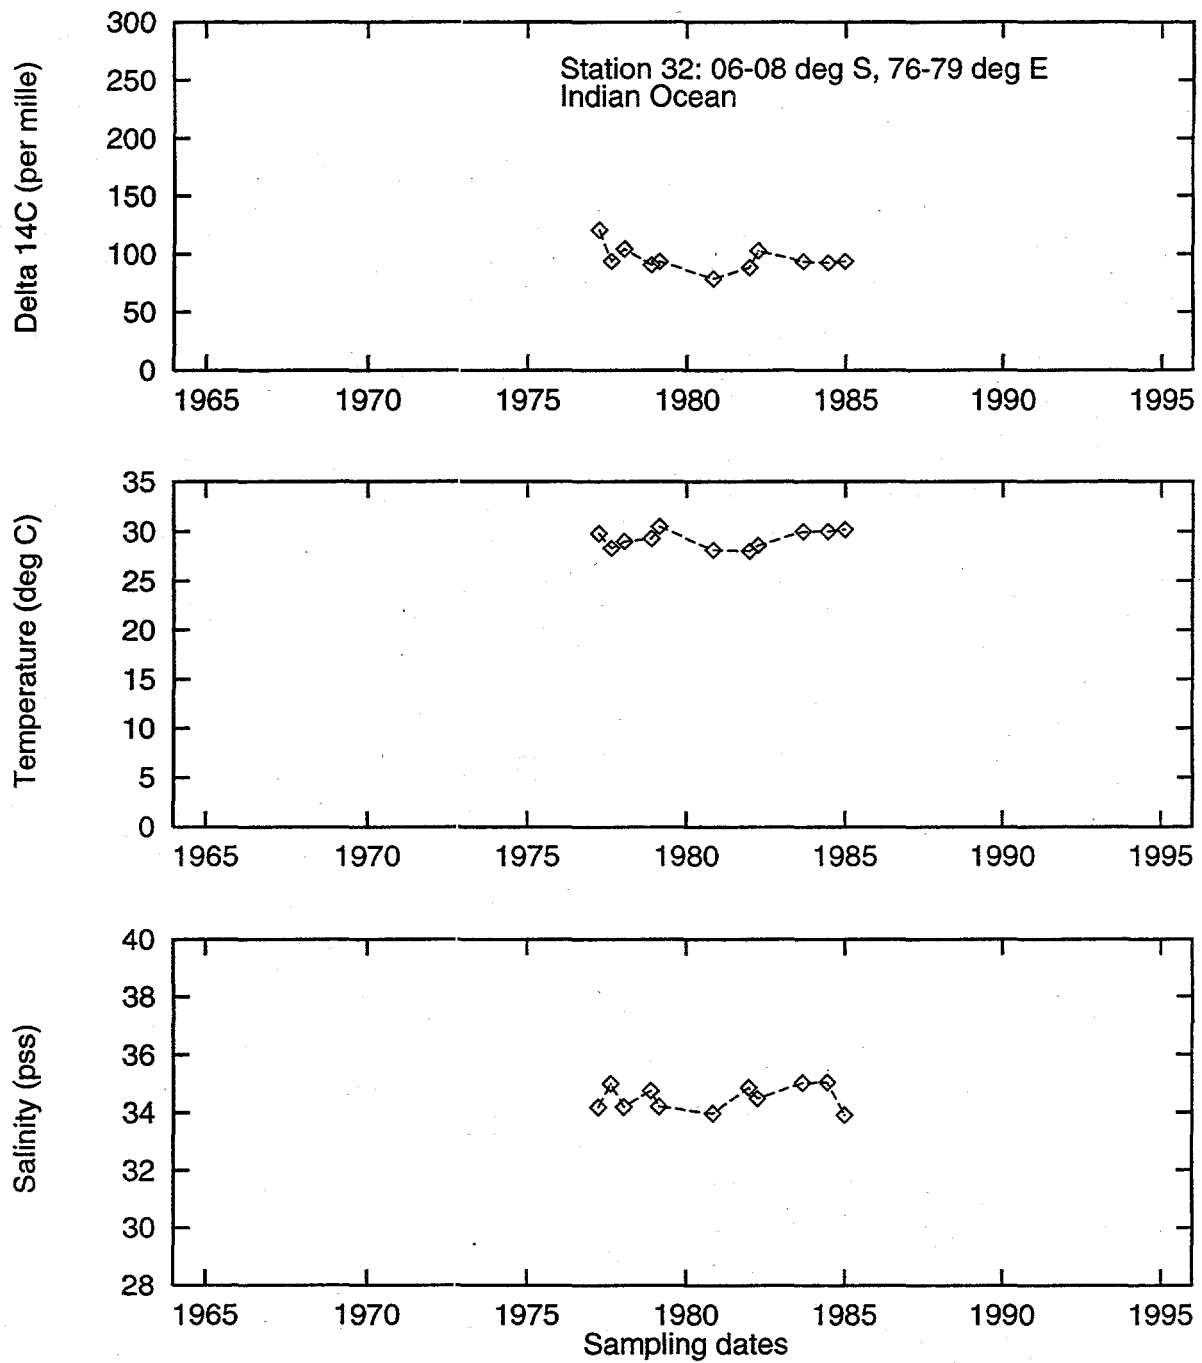 300
250
200
150
100
50
0
Delta 14C (per mille)
Station 32: 06-08 deg S, 76-79 deg E
Indian Ocean
1965 1970 1975 1980 1985 1990 1995
35
30
25
20
15
10
5
0
Temperature (deg C)
1965 1970 1975 1980 1985 1990 1995
40
38
36
34
32
30
28
Salinity (pss)
1965 1970 1975 1980 1985 1990 1995
Sampling dates